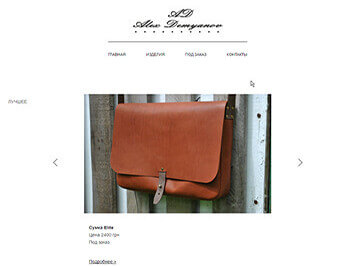 AD
Alex Demyanov
ГЛАВНАЯ ИЗДЕЛИЯ ПОД ЗАКАЗ КОНТАКТЫ
ЛУЧШЕЕ
Сумка Elite
Цена 2400 грн
Под заказ
Подробнее »